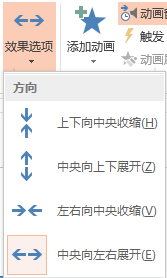 动画
效果选项
添加动画
触发
动画
方向
上下向中央收缩(H)
中央向上下展开(Z)
左右向中央收缩(V)
中央向左右展开(E)